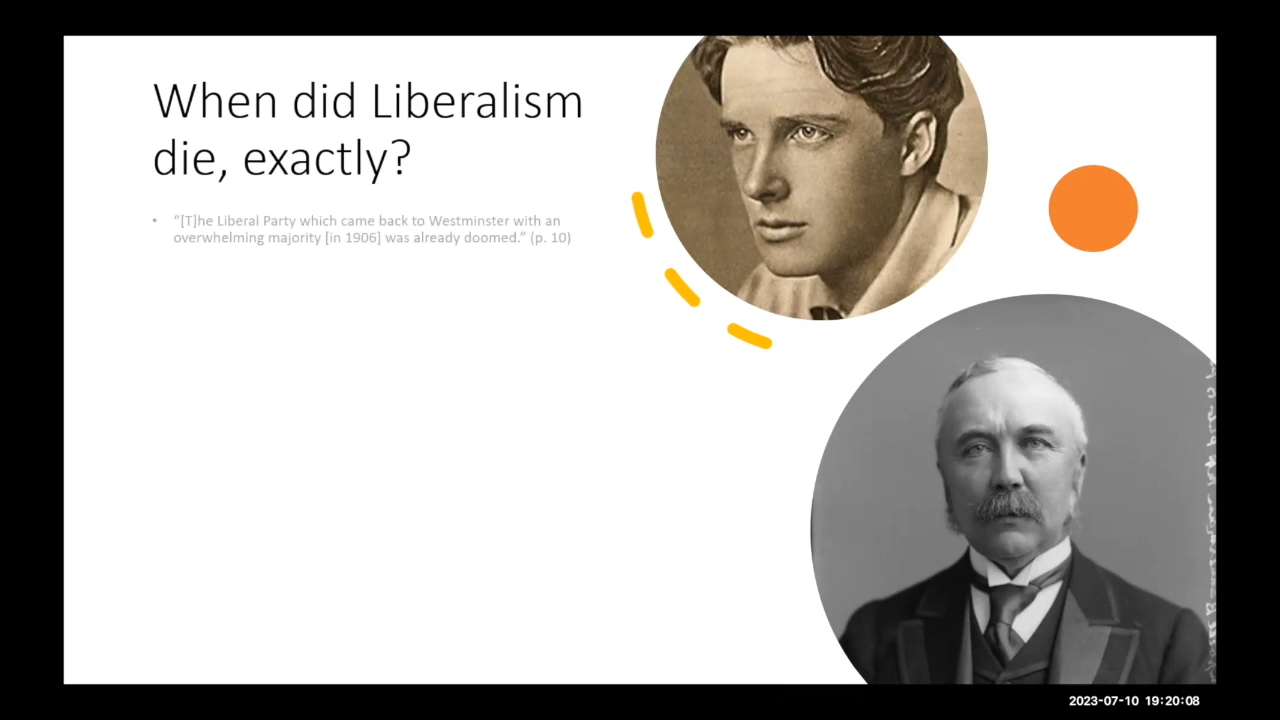 When did Liberalism
die, exactly?
• “[T]he Liberal Party which came back to Westminster with an
overwhelming majority [in 1906] was already doomed.” (p. 10)
2023-07-10 19:20:08